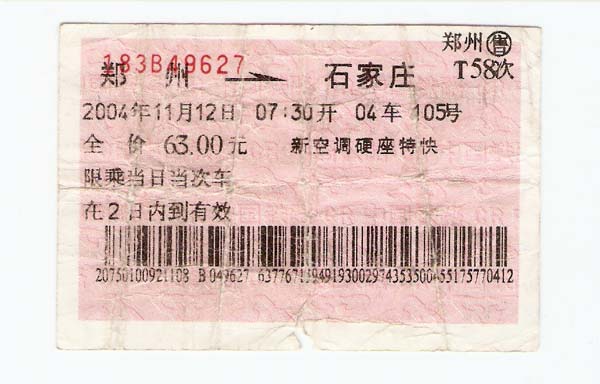 郑州 售
183B49627
郑 州 石家庄 T58次
2004年11月12日 07:30开 04车 105号
全 价 63.00元 新空调硬座特快
限乘当日当次车
在2日内到有效
20750100921108 B 049627